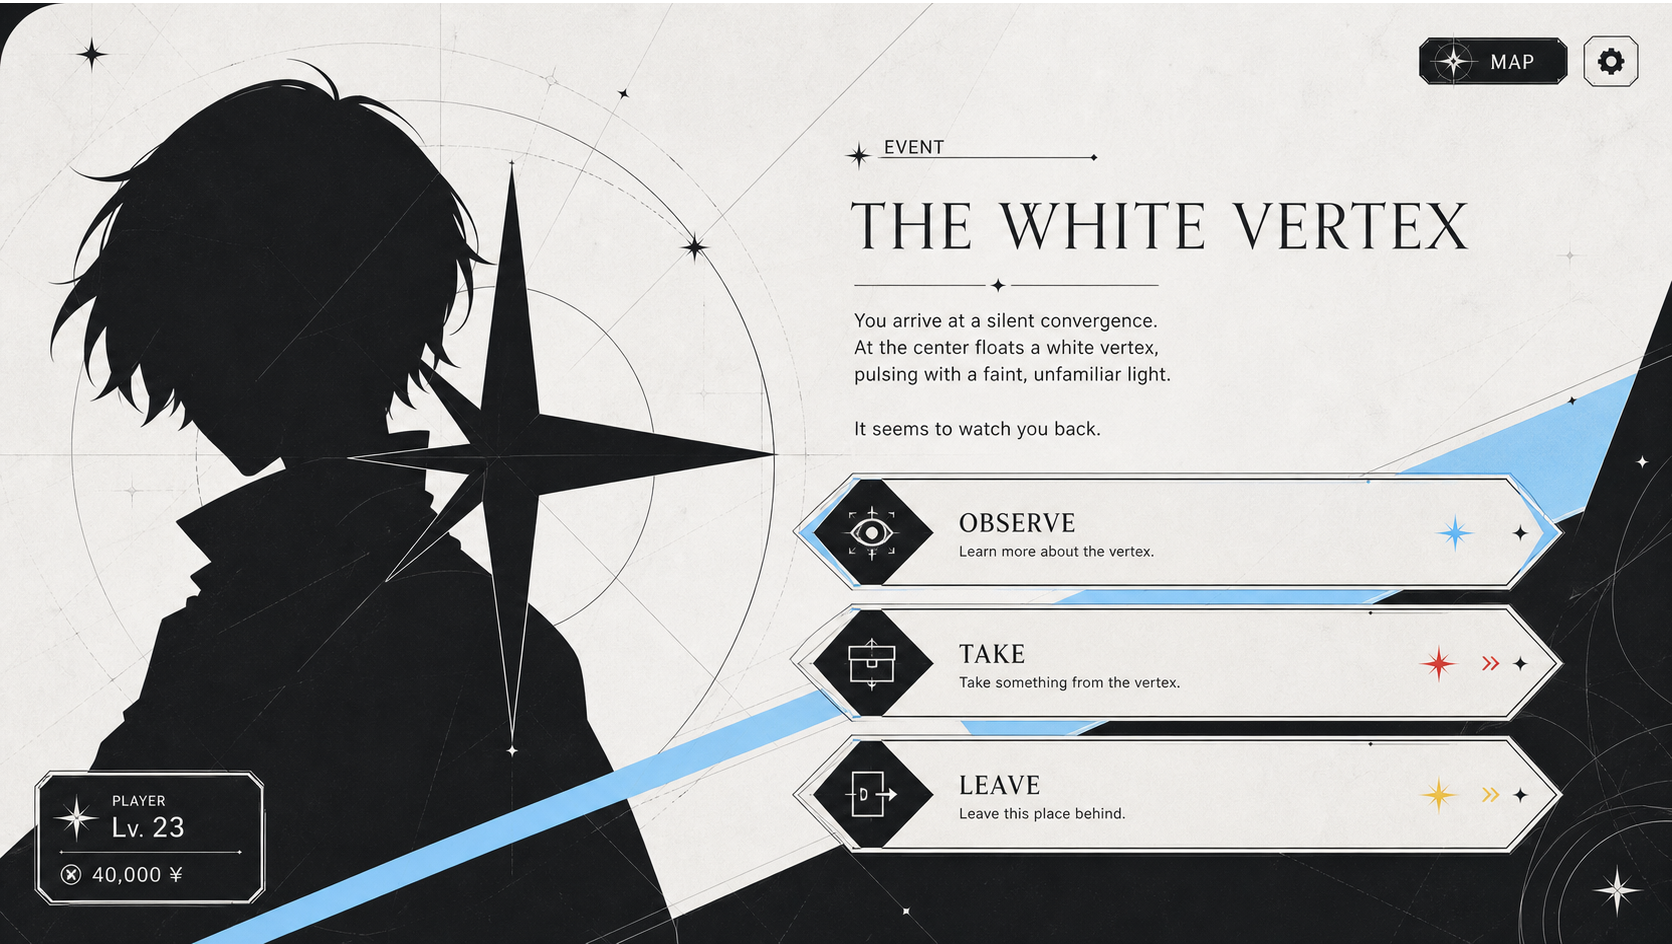 MAP
EVENT
THE WHITE VERTEX
You arrive at a silent convergence.
At the center floats a white vertex,
pulsing with a faint, unfamiliar light.
It seems to watch you back.
OBSERVE
Learn more about the vertex.
TAKE
Take something from the vertex.
LEAVE
Leave this place behind.
PLAYER
Lv. 23
40,000 ¥